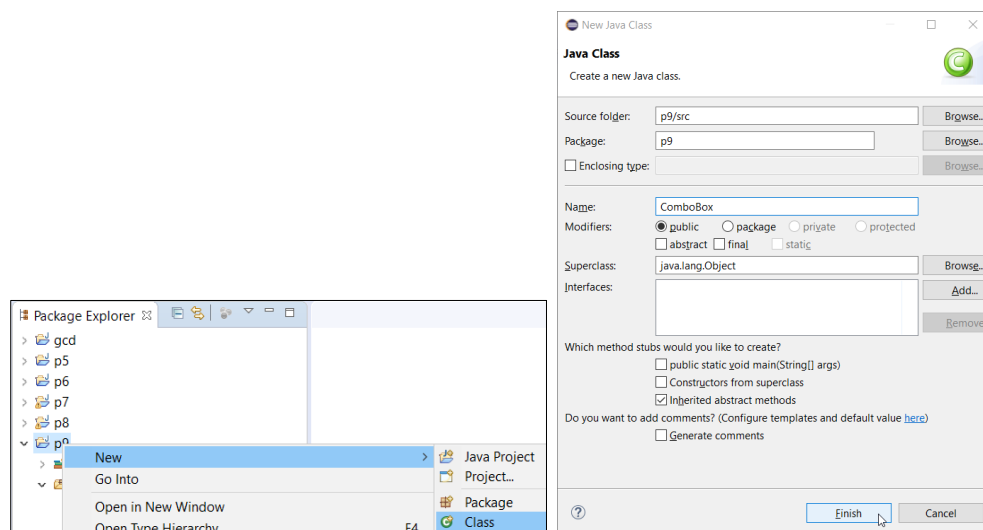 Package Explorer
gcd
p5
p6
p7
p8
p9
New
Go Into
Open in New Window
Open Type Hierarchy F4
Java Project
Project...
Package
Class
New Java Class
Java Class
Create a new Java class.
Source folder: p9/src Browse..
Package: p9 Browse..
Enclosing type: Browse..
Name: ComboBox
Modifiers: public package private protected
abstract final static
Superclass: java.lang.Object Browse..
Interfaces: Add...
Remove
Which method stubs would you like to create?
public static void main(String[] args)
Constructors from superclass
Inherited abstract methods
Do you want to add comments? (Configure templates and default value here)
Generate comments
? Finish Cancel